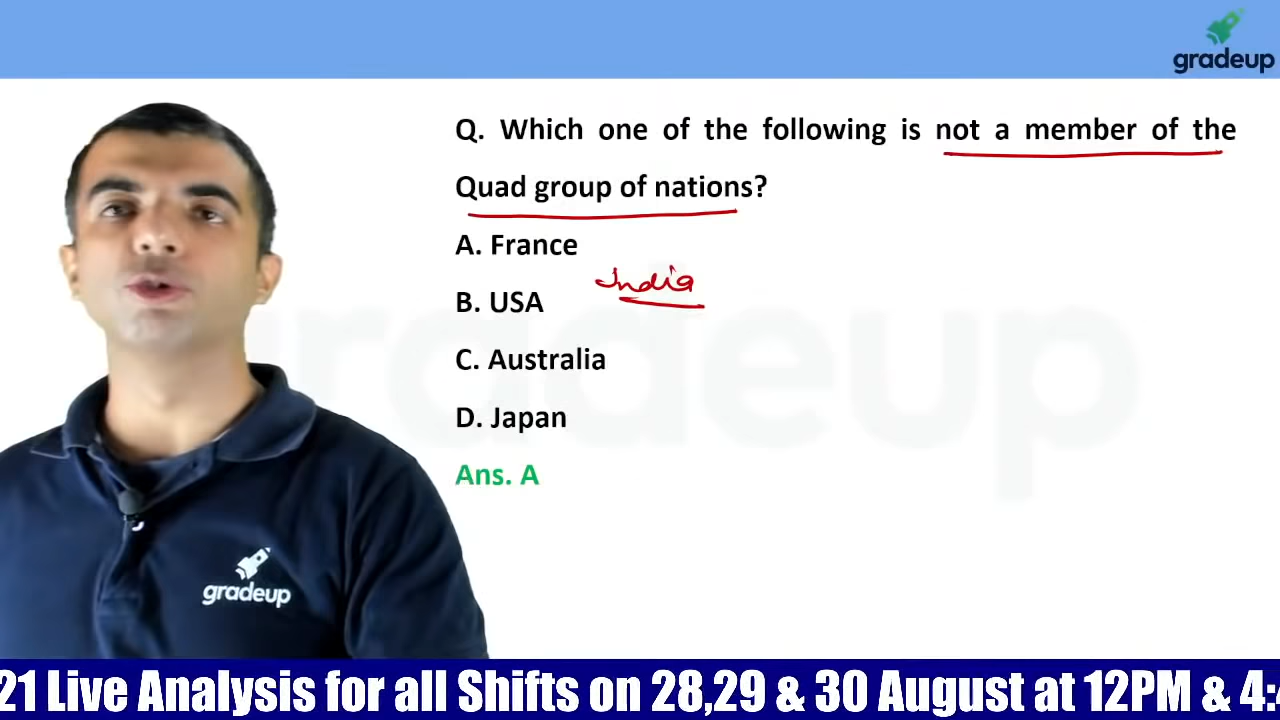 gradeup
Q. Which one of the following is not a member of the
Quad group of nations?
A. France
India
B. USA
C. Australia
D. Japan
Ans. A
gradeup
gradeup
21 Live Analysis for all Shifts on 28,29 & 30 August at 12PM & 4: